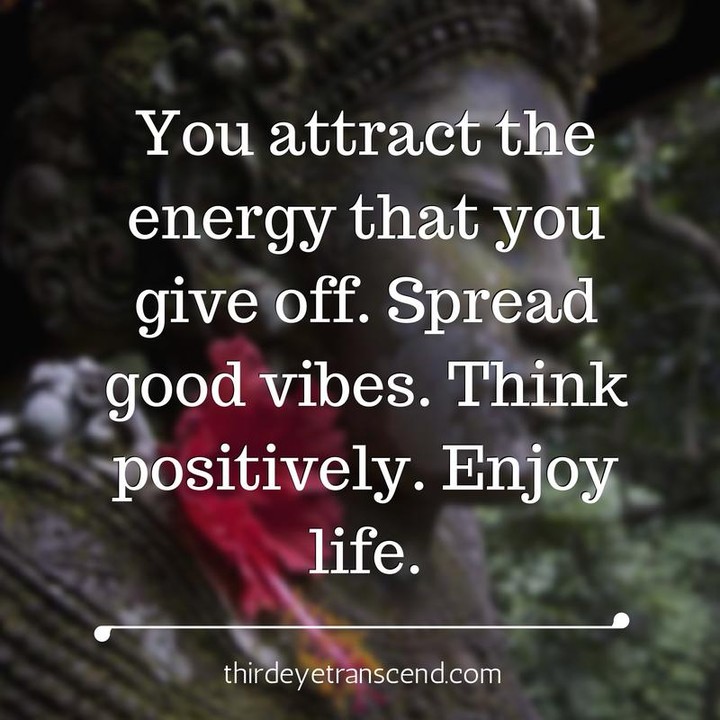 You attract the
energy that you
give off. Spread
good vibes. Think
positively. Enjoy
life.
thirdeyetranscend.com